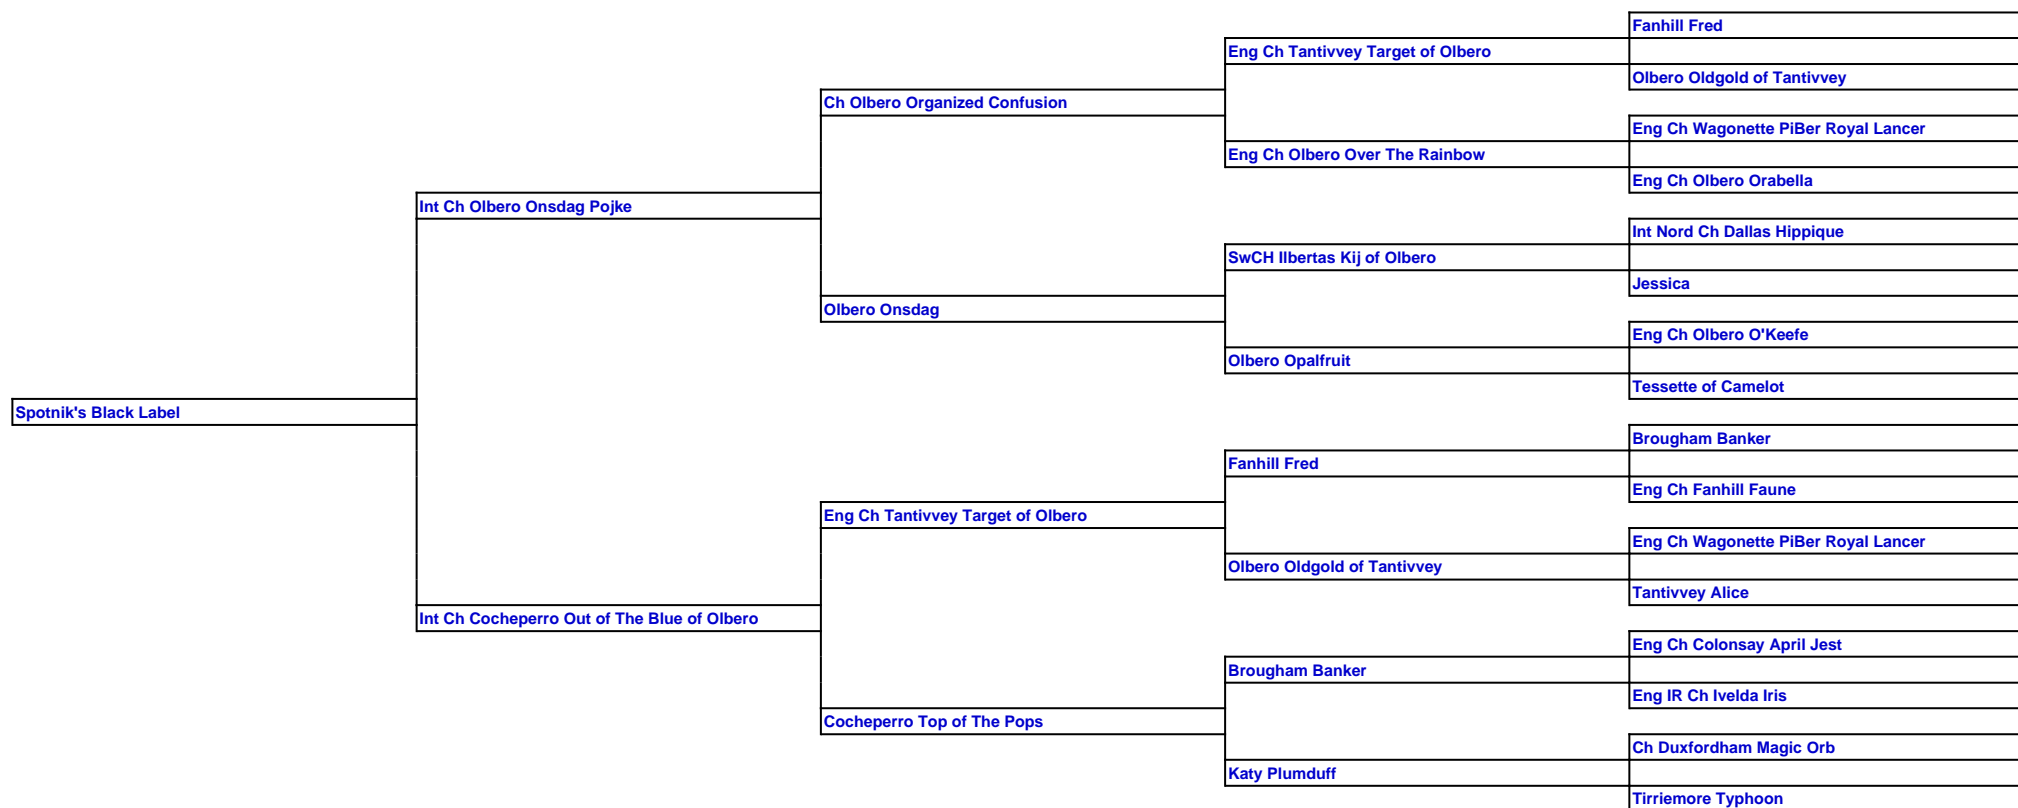 Fanhill Fred
Eng Ch Tantivvey Target of Olbero
Olbero Oldgold of Tantivvey
Ch Olbero Organized Confusion
Eng Ch Wagonette PiBer Royal Lancer
Eng Ch Olbero Over The Rainbow
Eng Ch Olbero Orabella
Int Ch Olbero Onsdag Pojke
Int Nord Ch Dallas Hippique
SwCH Ilbertas Kij of Olbero
Jessica
Olbero Onsdag
Eng Ch Olbero O'Keefe
Olbero Opalfruit
Tessette of Camelot
Spotnik's Black Label
Brougham Banker
Fanhill Fred
Eng Ch Fanhill Faune
Eng Ch Tantivvey Target of Olbero
Eng Ch Wagonette PiBer Royal Lancer
Olbero Oldgold of Tantivvey
Tantivvey Alice
Int Ch Cocheperro Out of The Blue of Olbero
Eng Ch Colonsay April Jest
Brougham Banker
Eng IR Ch Ivelda Iris
Cocheperro Top of The Pops
Ch Duxfordham Magic Orb
Katy Plumduff
Tirriemore Typhoon